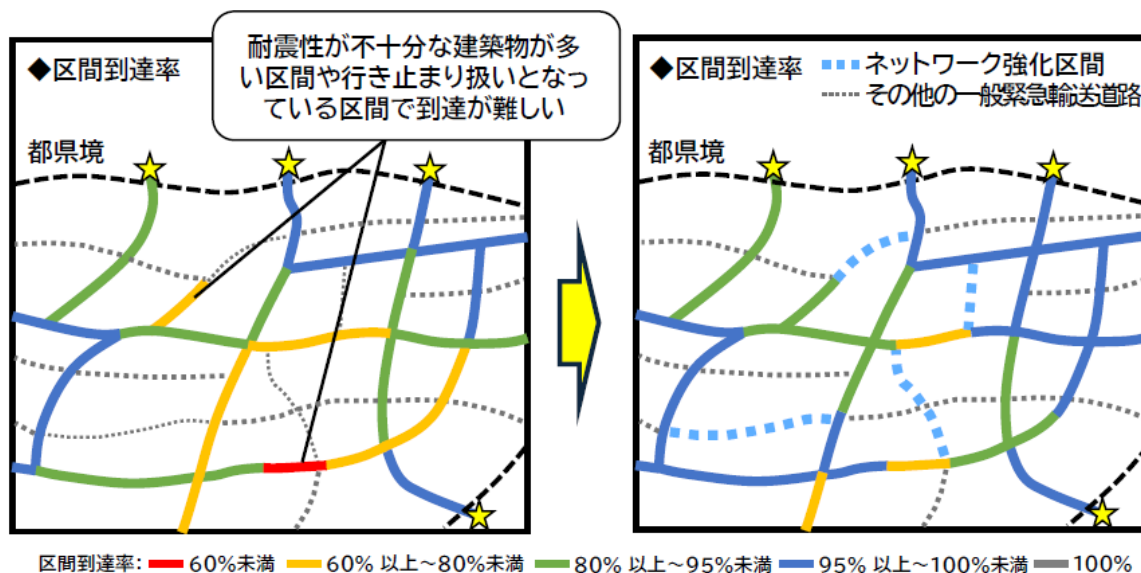 耐震性が不十分な建築物が多
い区間や行き止まり扱いとなっ
ている区間で到達が難しい
◆区間到達率
都県境
◆区間到達率
ネットワーク強化区間
その他の一般緊急輸送道路
都県境
区間到達率: 60%未満 60% 以上~80%未満 80% 以上~95%未満 95% 以上~100%未満 100%